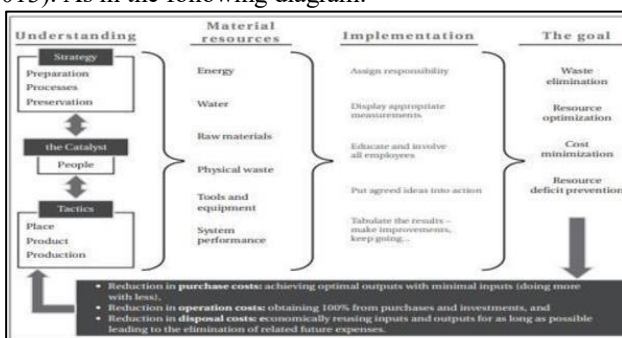 015). As in the following diagram:
Understanding
Strategy
Preparation
Processes
Preservation
the Catalyst
People
Tactics
Place
Product
Production
Material
resources
Energy
Water
Raw materials
Physical waste
Tools and
equipment
System
performance
Implementation
Assign responsibility
Display appropriate
measurements
Educate and involve
all employees
Put agreed ideas into action
Tabulate the results –
make improvements,
keep going...
The goal
Waste
elimination
Resource
optimization
Cost
minimization
Resource
deficit prevention
• Reduction in purchase costs: achieving optimal outputs with minimal inputs (doing more
with less),
• Reduction in operation costs: obtaining 100% from purchases and investments, and
• Reduction in disposal costs: economically reusing inputs and outputs for as long as possible
leading to the elimination of related future expenses.